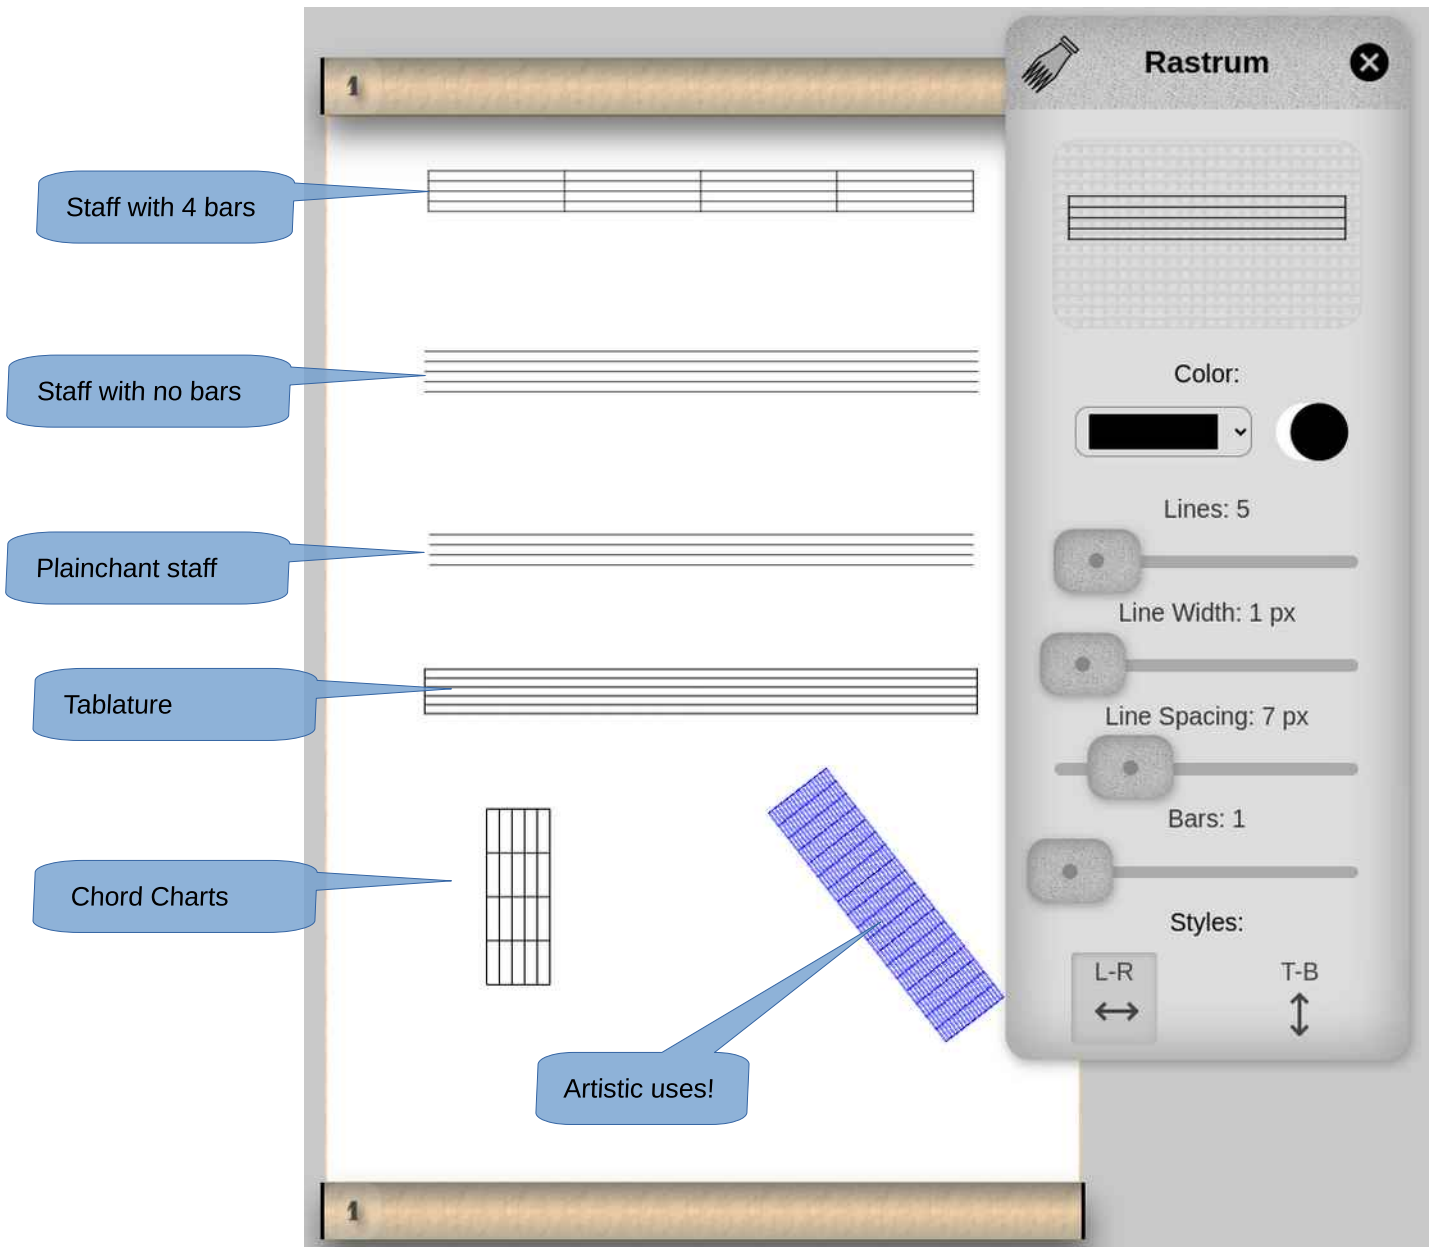 1
Rastrum
Staff with 4 bars
Staff with no bars
Plainchant staff
Tablature
Chord Charts
Artistic uses!
Color:
Lines: 5
Line Width: 1 px
Line Spacing: 7 px
Bars: 1
Styles:
L-R
T-B
1